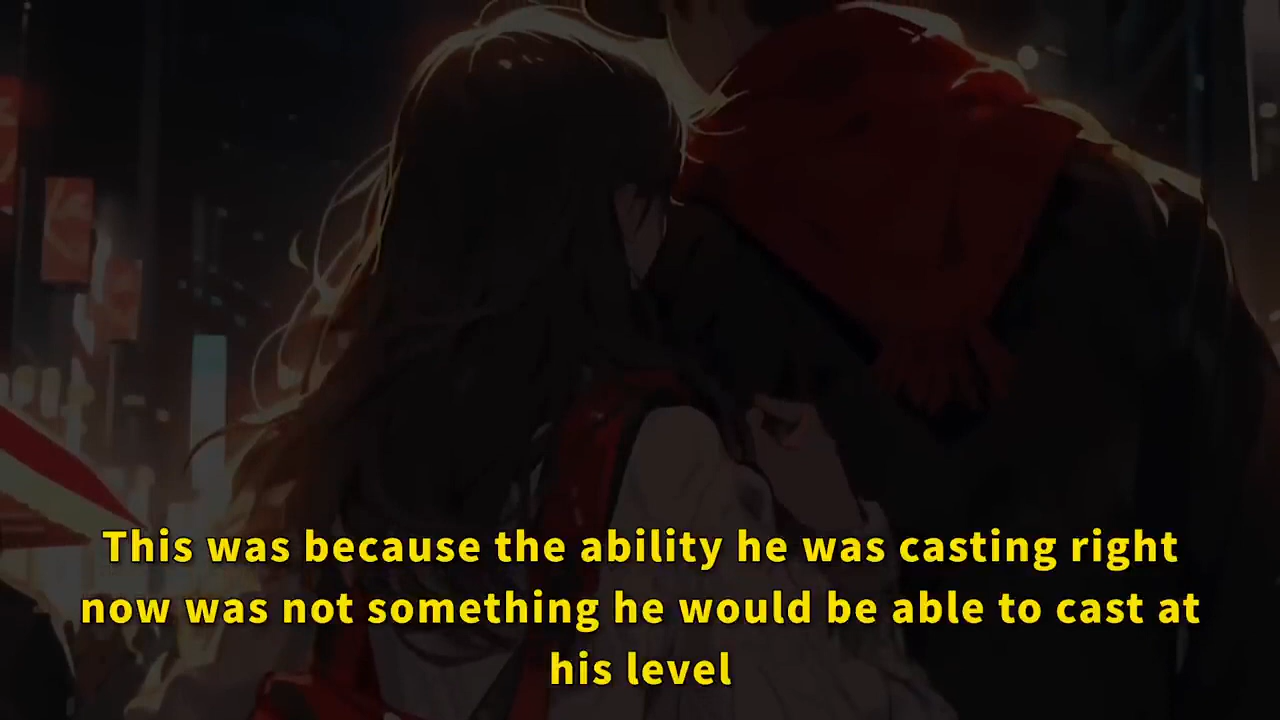 This was because the ability he was casting right
now was not something he would be able to cast at
his level